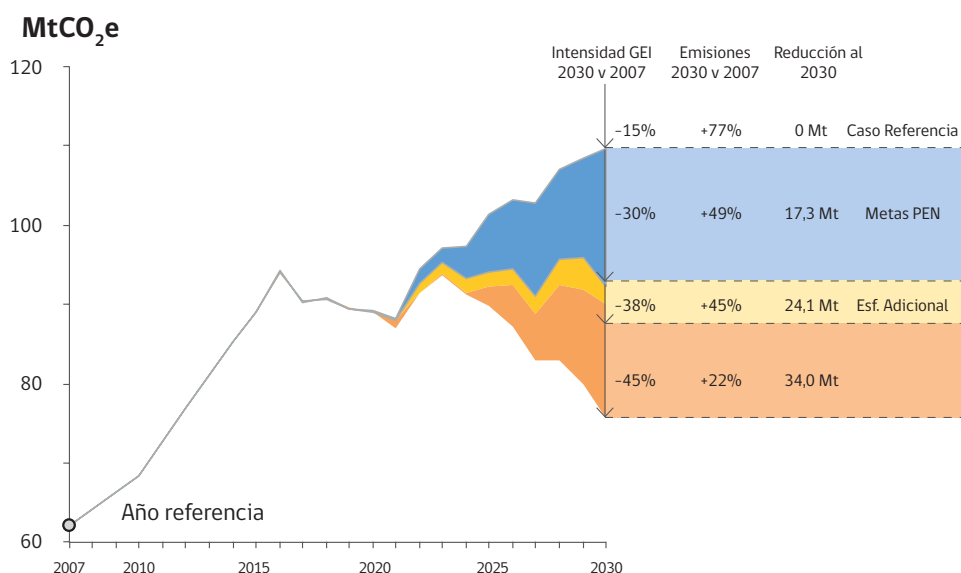 MtCO₂e
Intensidad GEI Emisiones Reducción al
2030 v 2007 2030 v 2007 2030
120
-15% +77% 0 Mt Caso Referencia
100
-30% +49% 17,3 Mt Metas PEN
-38% +45% 24,1 Mt Esf. Adicional
80
-45% +22% 34,0 Mt
Año referencia
60
2007 2010 2015 2020 2025 2030